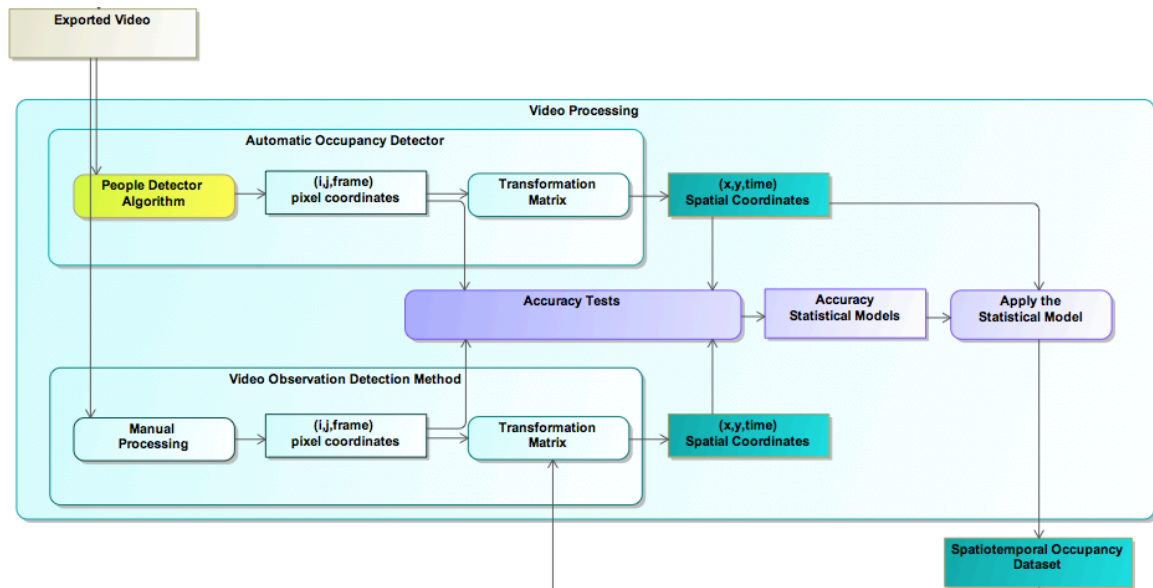 Exported Video
Video Processing
Automatic Occupancy Detector
People Detector
Algorithm
(i,j,frame)
pixel coordinates
Transformation
Matrix
(x,y,time)
Spatial Coordinates
Accuracy Tests
Accuracy
Statistical Models
Apply the
Statistical Model
Video Observation Detection Method
Manual
Processing
(i,j,frame)
pixel coordinates
Transformation
Matrix
(x,y,time)
Spatial Coordinates
Spatiotemporal Occupancy
Dataset